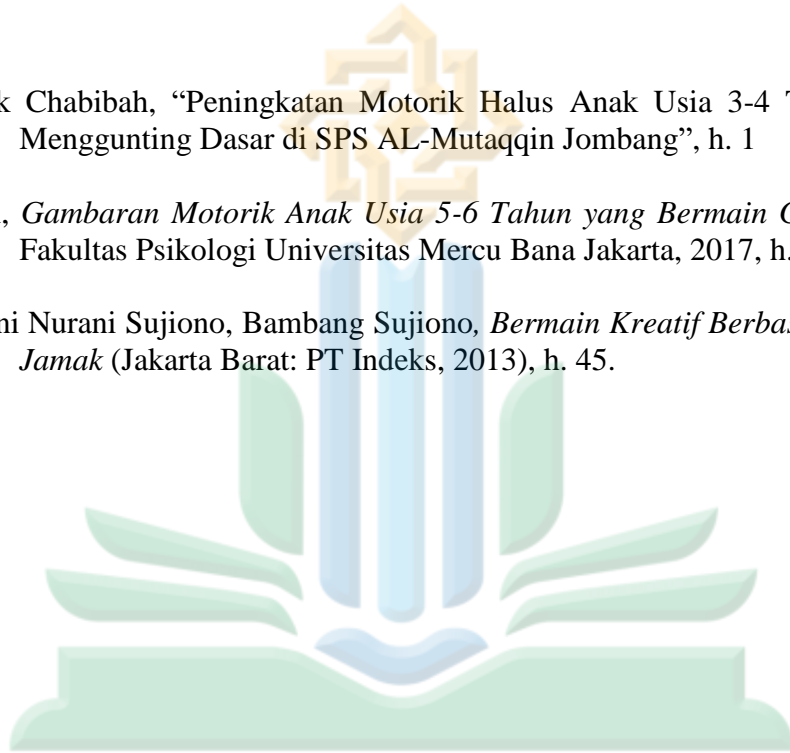 k Chabibah, “Peningkatan Motorik Halus Anak Usia 3-4
Menggunting Dasar di SPS AL-Mutaqqin Jombang”, h. 1
, Gambaran Motorik Anak Usia 5-6 Tahun yang Bermain
Fakultas Psikologi Universitas Mercu Bana Jakarta, 2017, h.
ni Nurani Sujiono, Bambang Sujiono, Bermain Kreatif
Jamak (Jakarta Barat: PT Indeks, 2013), h. 45.